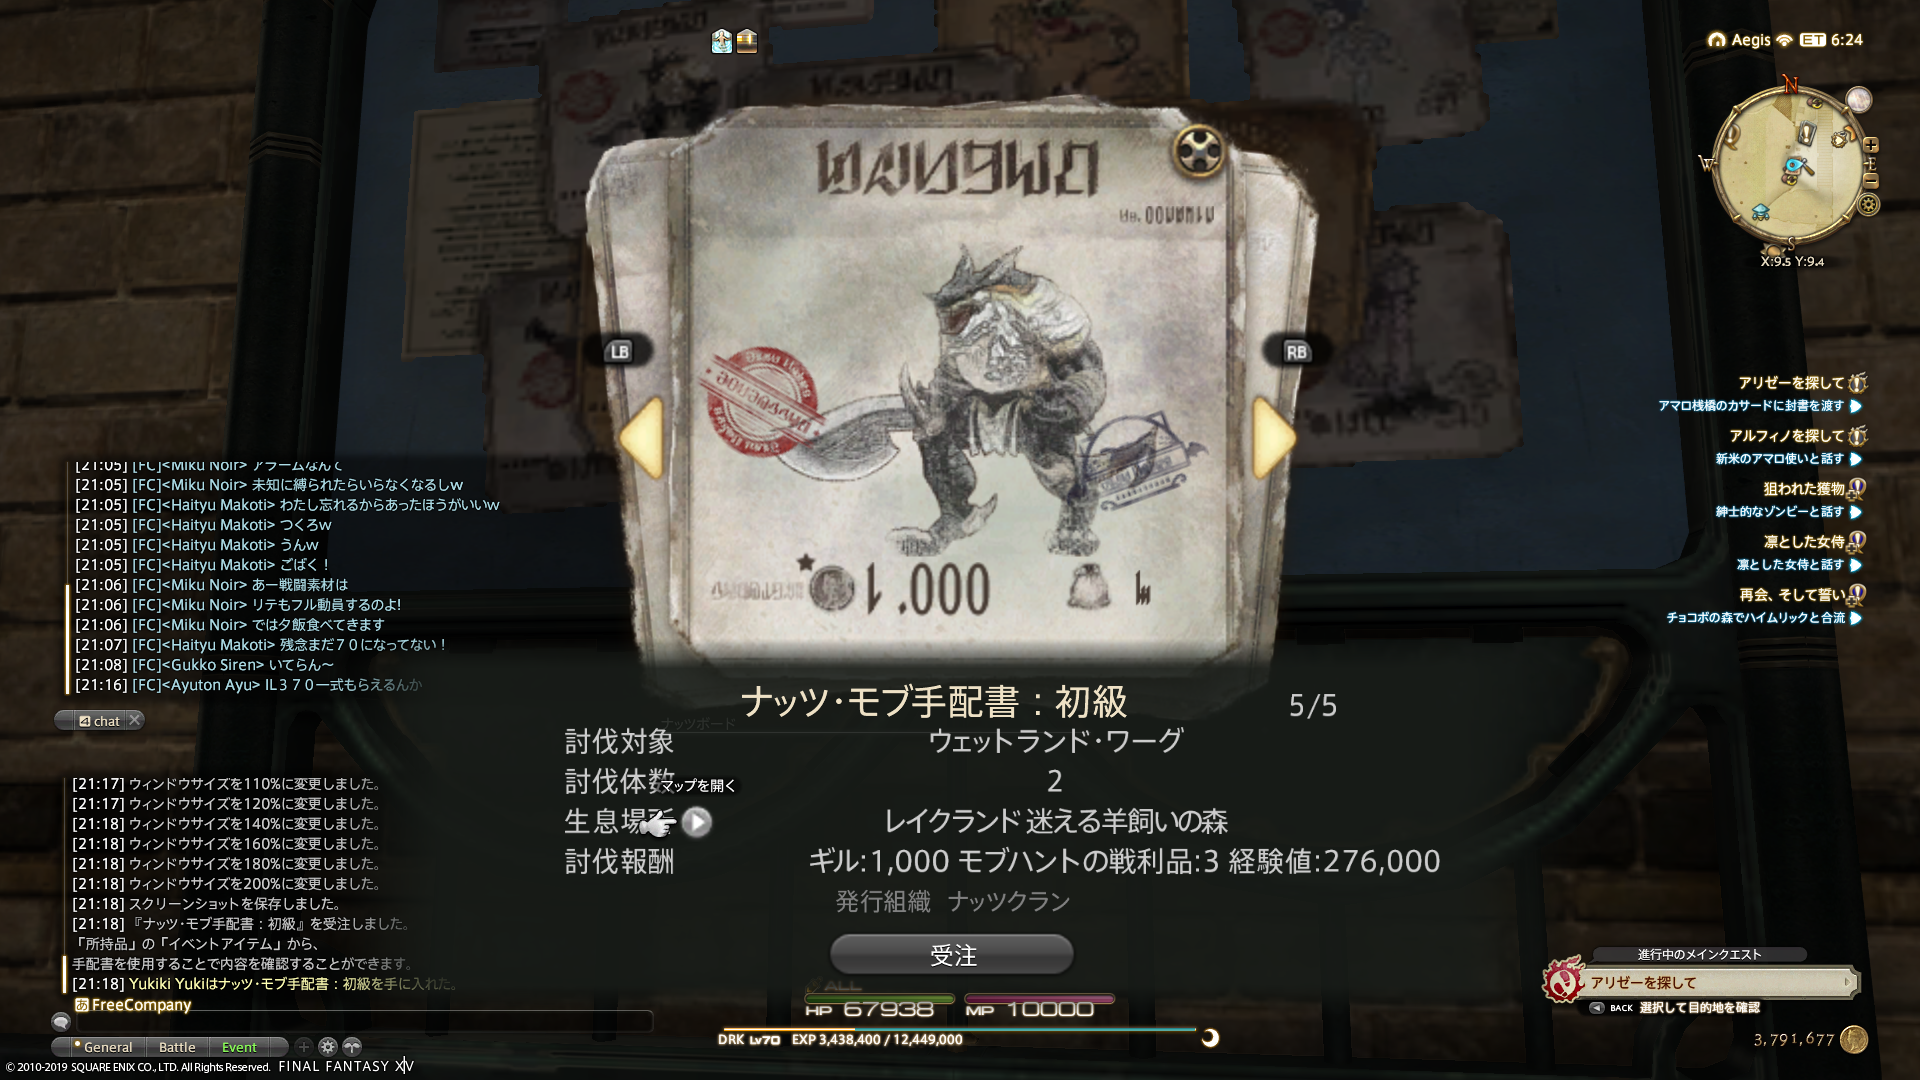 Aegis ET 6:24
N
W
E
S
X:9.5 Y:9.4
LB
RB
1,000
アリゼーを探して
アマロ桟橋のカサードに封書を渡す
アルフィノを探して
新米のアマロ使いと話す
狙われた獲物
紳士的なゾンビーと話す
凛とした女侍
凛とした女侍と話す
再会、そして誓い
チョコボの森でハイムリックと合流
[21:05] [FC]<Miku Noir> アラームなんて
[21:05] [FC]<Miku Noir> 未知に縛られたらいらなくなるしw
[21:05] [FC]<Haityu Makoti> わたし忘れるからあったほうがいいw
[21:05] [FC]<Haityu Makoti> つくろw
[21:05] [FC]<Haityu Makoti> うんw
[21:05] [FC]<Haityu Makoti> ごばく！
[21:06] [FC]<Miku Noir> あー戦闘素材は
[21:06] [FC]<Miku Noir> リテもフル動員するのよ!
[21:06] [FC]<Miku Noir> では夕飯食べてきます
[21:07] [FC]<Haityu Makoti> 残念まだ７０になってない！
[21:08] [FC]<Gukko Siren> いてらん～
[21:16] [FC]<Ayuton Ayu> IL３７０一式もらえるんか
4 chat
ナッツ・モブ手配書：初級 5/5
ナッツボード
討伐対象 ウェットランド・ワーグ
討伐体数 2
マップを開く
生息場所 レイクランド 迷える羊飼いの森
討伐報酬 ギル:1,000 モブハントの戦利品:3 経験値:276,000
発行組織 ナッツクラン
受注
[21:17] ウィンドウサイズを110%に変更しました。
[21:17] ウィンドウサイズを120%に変更しました。
[21:18] ウィンドウサイズを140%に変更しました。
[21:18] ウィンドウサイズを160%に変更しました。
[21:18] ウィンドウサイズを180%に変更しました。
[21:18] ウィンドウサイズを200%に変更しました。
[21:18] スクリーンショットを保存しました。
[21:18] 『ナッツ・モブ手配書：初級』を受注しました。
「所持品」の「イベントアイテム」から、
手配書を使用することで内容を確認することができます。
[21:18] Yukiki Yukiはナッツ・モブ手配書：初級を手に入れた。
あ FreeCompany
General Battle Event
ALL
HP 67938 MP 10000
DRK Lv70 EXP 3,438,400 / 12,449,000
進行中のメインクエスト
アリゼーを探して
BACK 選択して目的地を確認
3,791,677
© 2010-2019 SQUARE ENIX CO., LTD. All Rights Reserved. FINAL FANTASY XIV